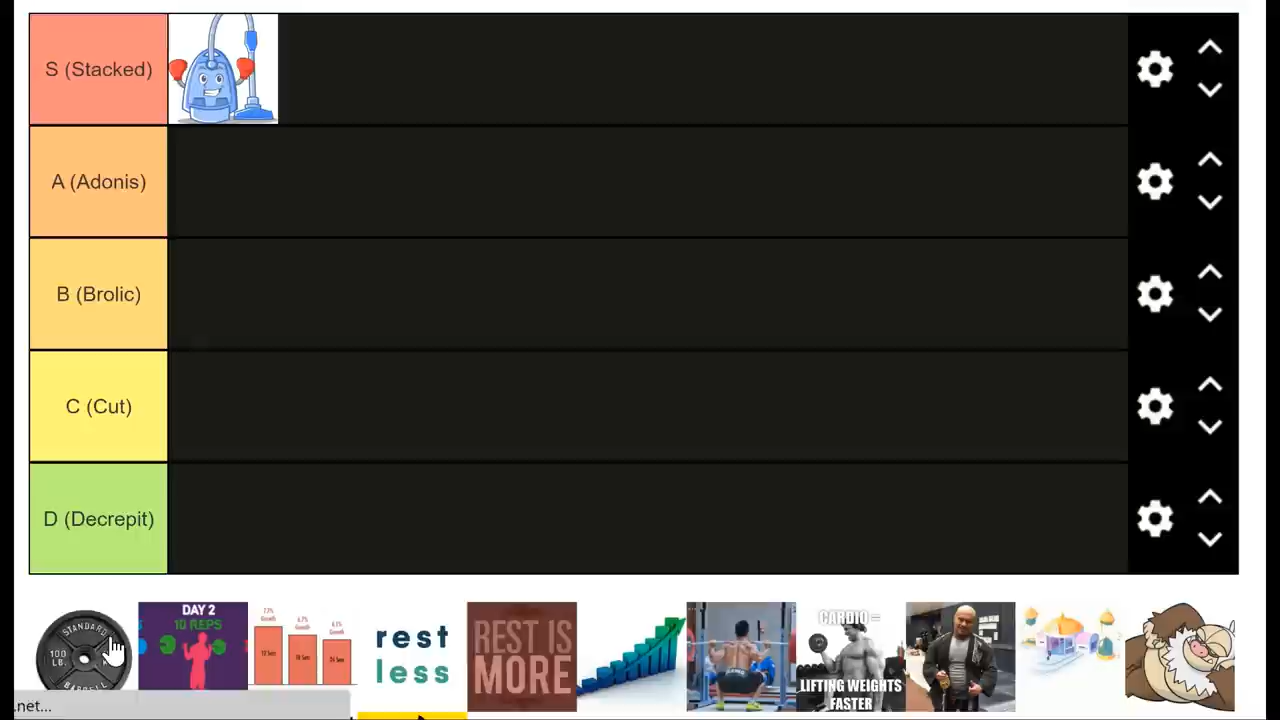 S (Stacked)
A (Adonis)
B (Brolic)
C (Cut)
D (Decrepit)
STANDARD
100
LB.
BARBELL
DAY 2
10 REPS
rest
less
REST IS
MORE
CARDIO =
LIFTING WEIGHTS
FASTER
.net...